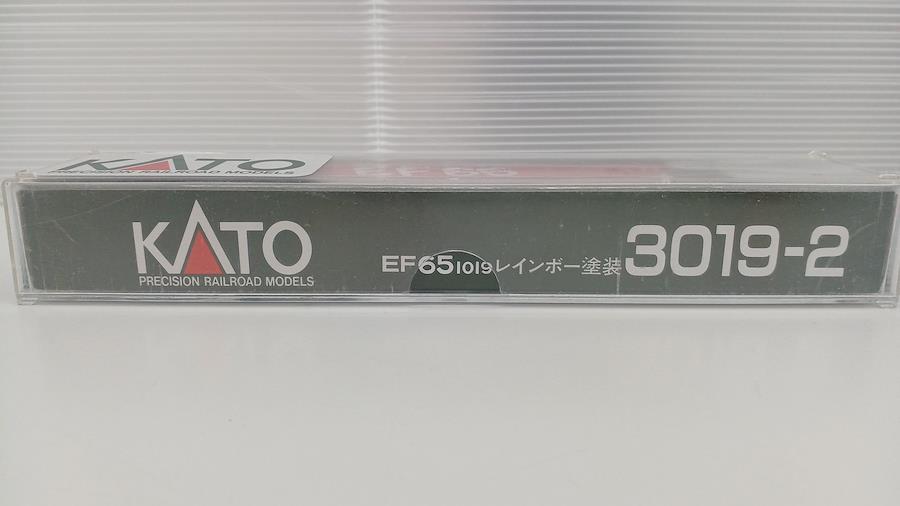 KATO
PRECISION RAILROAD MODELS
EF65
KATO
PRECISION RAILROAD MODELS
EF65 1019 レインボー塗装 3019-2